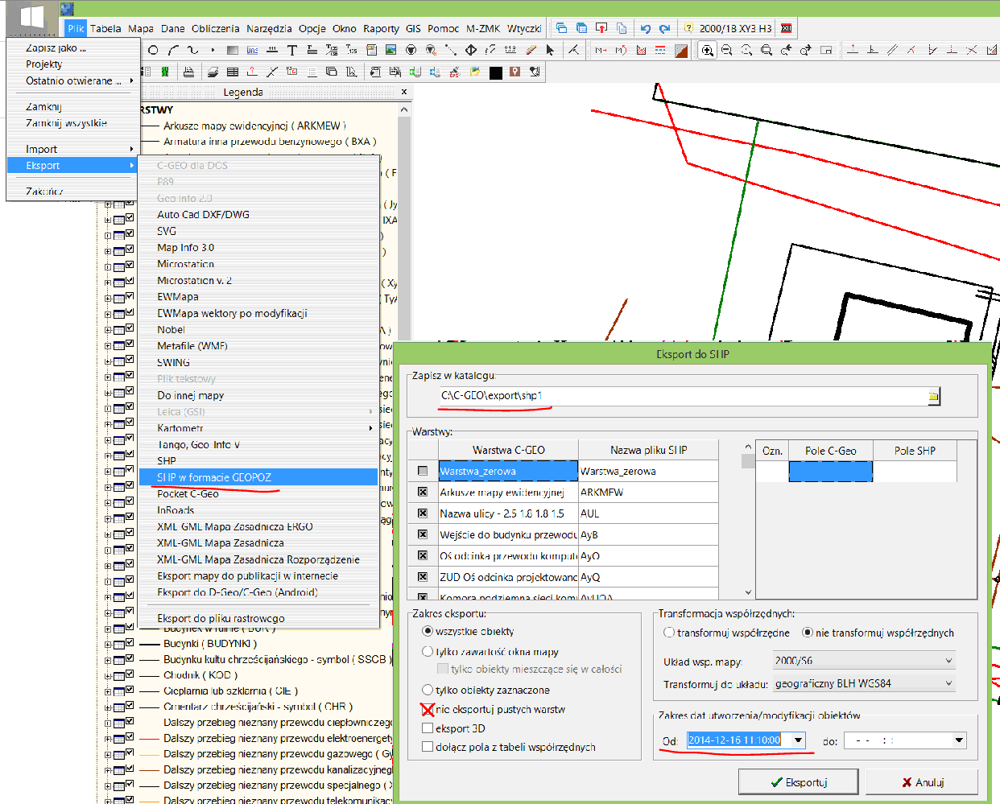 Plik Tabela Mapa Dane Obliczenia Narzędzia Opcje Okno Raporty GIS Pomoc M-ZMK Wtyczki
2000/18 XY3 H3
Zapisz jako ...
Projekty
Ostatnio otwierane ...
Zamknij
Zamknij wszystkie
Import
Eksport
Zakończ
Legenda
RSTWY
Arkusze mapy ewidencyjnej ( ARKMEW )
Armatura inna przewodu benzynowego ( BXA )
C-GEO dla DOS
P89
Geo Info 2.0
Auto Cad DXF/DWG
SVG
Map Info 3.0
Microstation
Microstation v. 2
EWMapa
EWMapa wektory po modyfikacji
Nobel
Metafile (WMF)
SWING
Plik tekstowy
Do innej mapy
Leica (GSI)
Kartometr
Tango, Geo-Info V
SHP
SHP w formacie GEOPOZ
Pocket C-Geo
InRoads
XML-GML Mapa Zasadnicza ERGO
XML-GML Mapa Zasadnicza
XML-GML Mapa Zasadnicza Rozporządzenie
Eksport mapy do publikacji w internecie
Eksport do D-Geo/C-Geo (Android)
Eksport do pliku rastrowego
Budynek w ruinie ( BUR )
Budynki ( BUDYNKI )
Budynku kultu chrześcijańskiego - symbol ( SSCB )
Chodnik ( KOD )
Cieplarnia lub szklarnia ( CIE )
Cmentarz chrześcijański - symbol ( CHR )
Dalszy przebieg nieznany przewodu ciepłowniczego
Dalszy przebieg nieznany przewodu elektroenergety
Dalszy przebieg nieznany przewodu gazowego ( Gy
Dalszy przebieg nieznany przewodu kanalizacyjnego
Dalszy przebieg nieznany przewodu specjalnego ( X
Dalszy przebieg nieznany przewodu telekomunikacy
Eksport do SHP
Zapisz w katalogu:
C:\C-GEO\export\shp1
Warstwy:
Warstwa C-GEO Nazwa pliku SHP
Warstwa_zerowa Warstwa_zerowa
Arkusze mapy ewidencyjnej ARKMEW
Nazwa ulicy - 2.5 1.8 1.8 1.5 AUL
Wejście do budynku przewodu AyB
Oś odcinka przewodu komput AyO
ZUD Oś odcinka projektowane AyQ
Komora podziemna sieci komp
Ozn. Pole C-Geo Pole SHP
Zakres eksportu:
wszystkie obiekty
tylko zawartość okna mapy
tylko obiekty mieszczące się w całości
tylko obiekty zaznaczone
nie eksportuj pustych warstw
eksport 3D
dołącz pola z tabeli współrzędnych
Transformacja współrzędnych:
transformuj współrzędne nie transformuj współrzędnych
Układ wsp. mapy: 2000/S6
Transformuj do układu: geograficzny BLH WGS84
Zakres dat utworzenia/modyfikacji obiektów
Od: 2014-12-16 11:10:00 do: - - : :
Eksportuj Anuluj